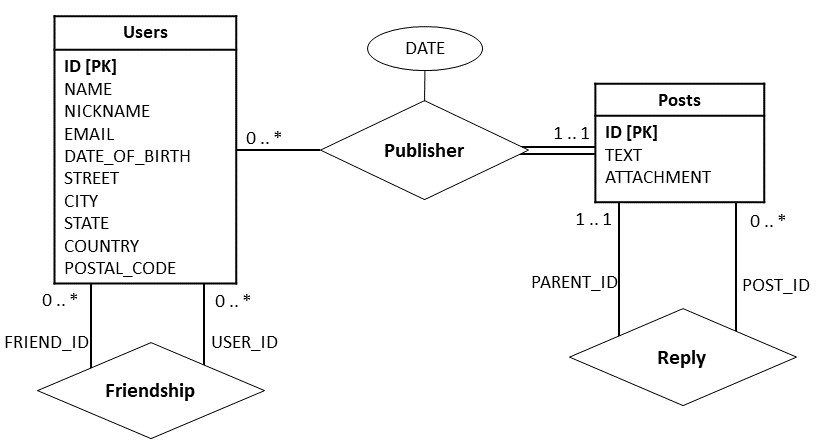 Users
ID [PK]
NAME
NICKNAME
EMAIL
DATE_OF_BIRTH
STREET
CITY
STATE
COUNTRY
POSTAL_CODE
DATE
0 .. *
Publisher
1 .. 1
Posts
ID [PK]
TEXT
ATTACHMENT
0 .. *
0 .. *
FRIEND_ID
USER_ID
Friendship
1 .. 1
0 .. *
PARENT_ID
POST_ID
Reply